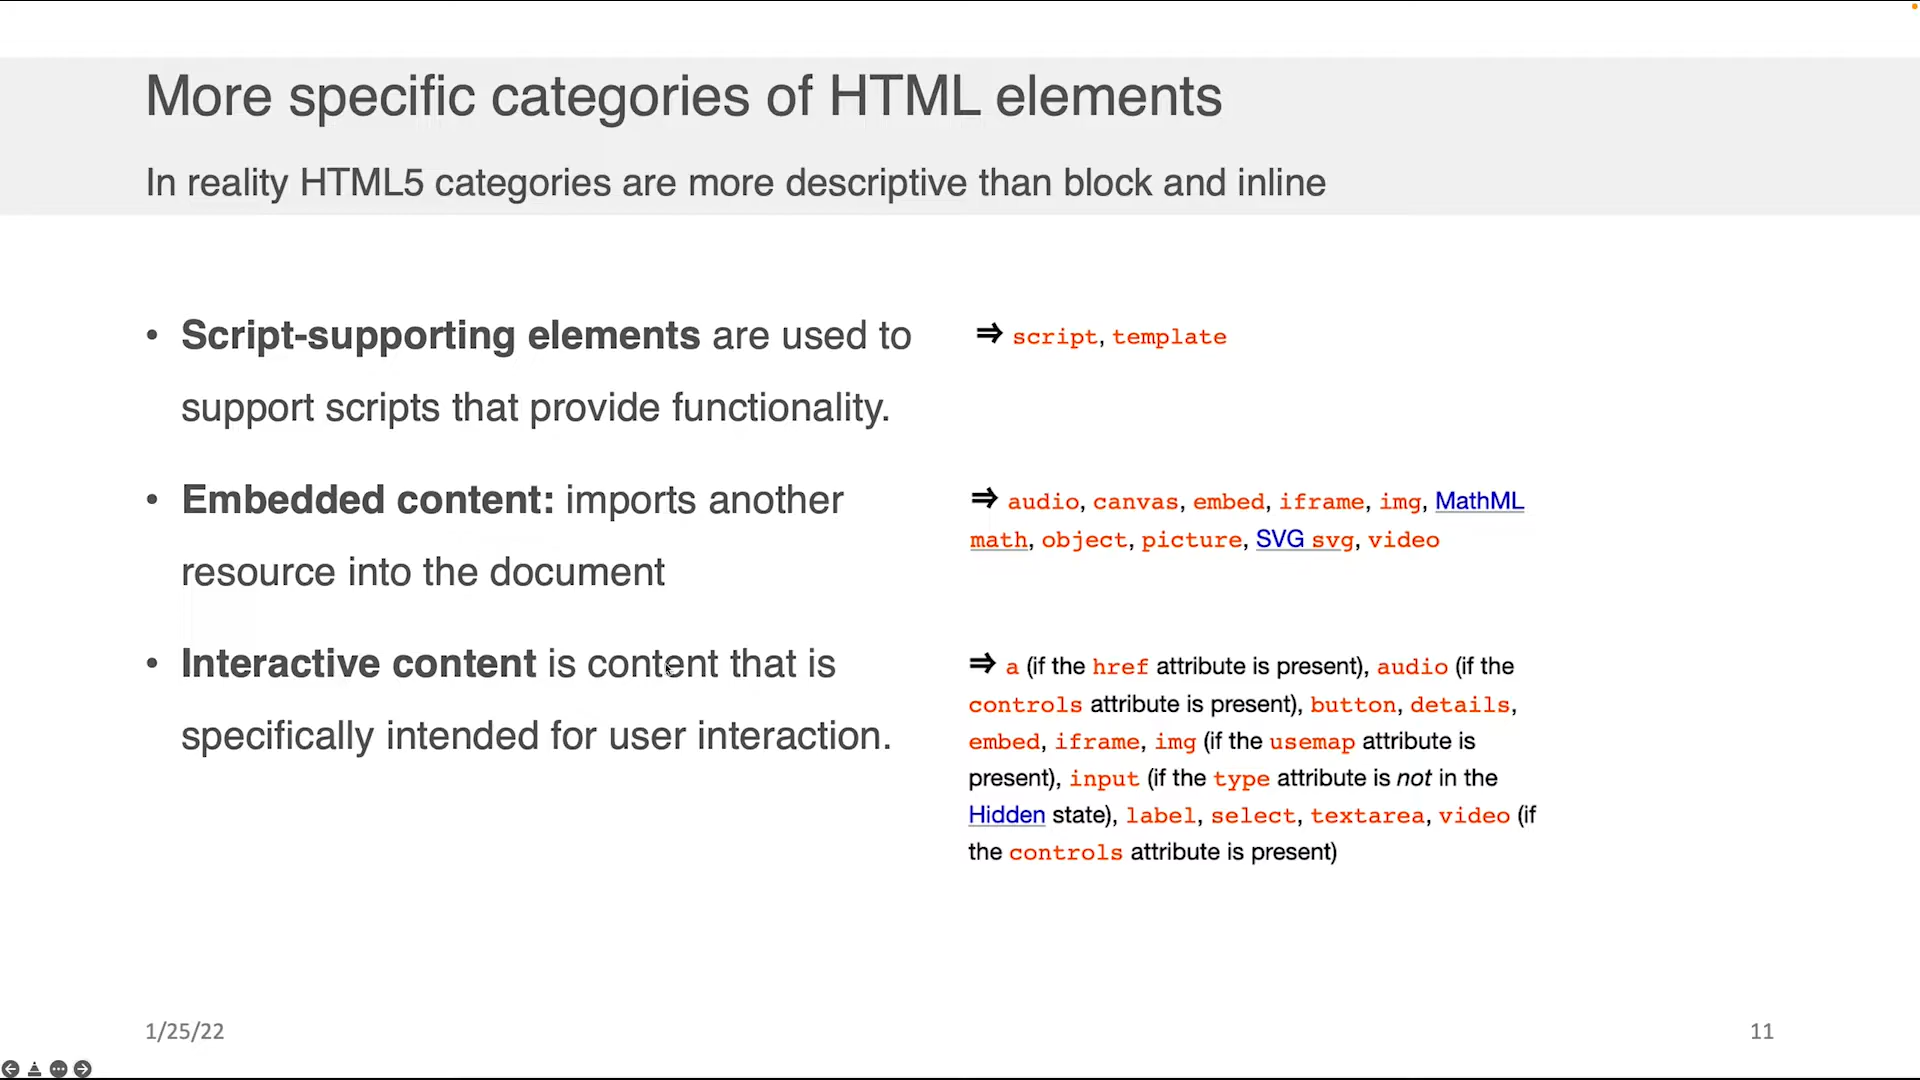 More specific categories of HTML elements
In reality HTML5 categories are more descriptive than block and inline
• Script-supporting elements are used to
support scripts that provide functionality.
⇒ script, template
• Embedded content: imports another
resource into the document
⇒ audio, canvas, embed, iframe, img, MathML
math, object, picture, SVG svg, video
• Interactive content is content that is
specifically intended for user interaction.
⇒ a (if the href attribute is present), audio (if the
controls attribute is present), button, details,
embed, iframe, img (if the usemap attribute is
present), input (if the type attribute is not in the
Hidden state), label, select, textarea, video (if
the controls attribute is present)
1/25/22
11